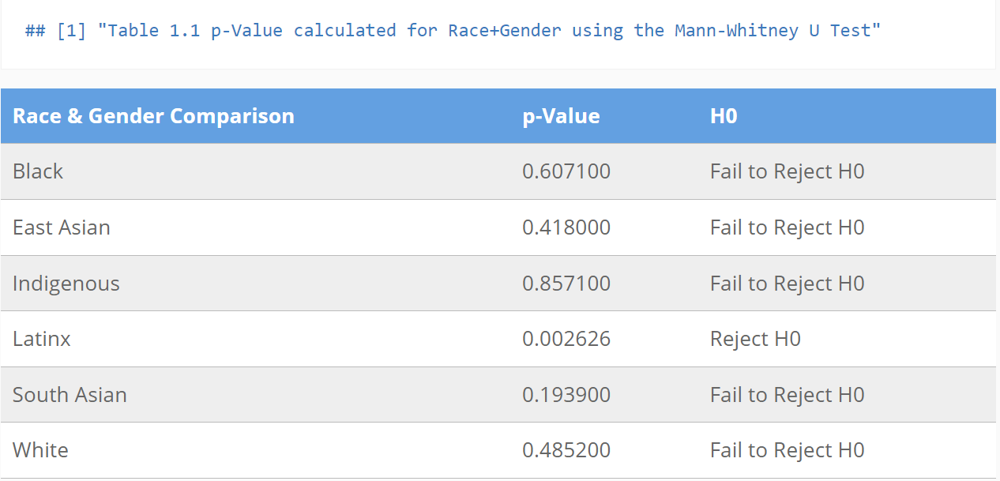 ## [1] "Table 1.1 p-Value calculated for Race+Gender using the Mann-Whitney U Test"
Race & Gender Comparison p-Value H0
Black 0.607100 Fail to Reject H0
East Asian 0.418000 Fail to Reject H0
Indigenous 0.857100 Fail to Reject H0
Latinx 0.002626 Reject H0
South Asian 0.193900 Fail to Reject H0
White 0.485200 Fail to Reject H0